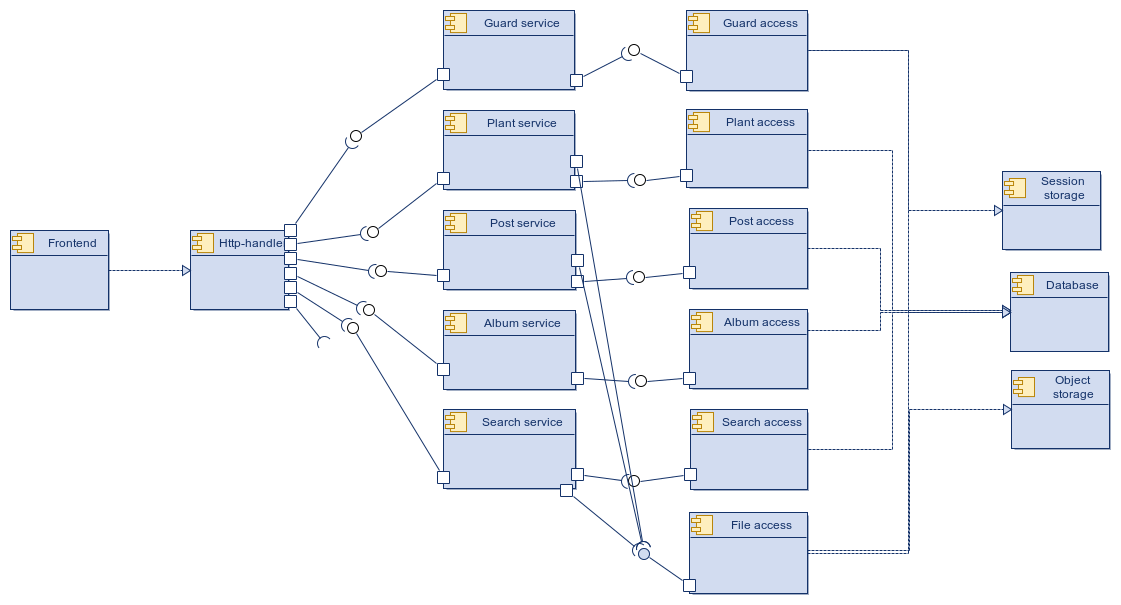 Guard service
Guard access
Plant service
Plant access
Session
storage
Post service
Post access
Frontend
Http-handle
Database
Album service
Album access
Object
storage
Search service
Search access
File access